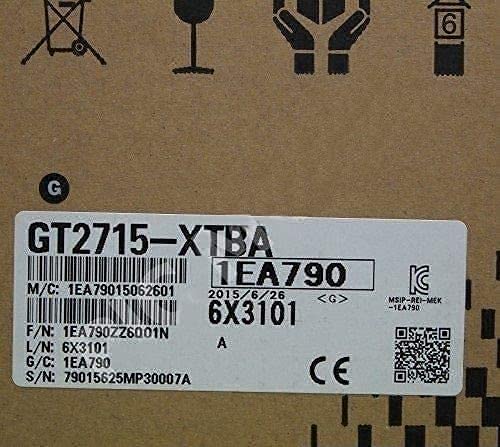 6
G
GT2715-XTBA
1EA790
M/C: 1EA79015062601
2015/6/26
<G>
6X3101
MSIP-REI-MEK
-1EA790
F/N: 1EA790ZZ6001N
L/N: 6X3101
A
G/C: 1EA790
S/N: 79015625MP30007A
CE